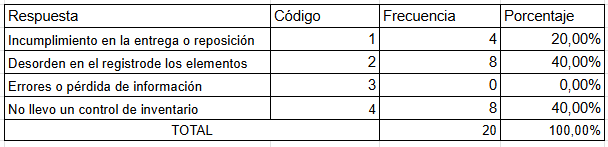 Respuesta Código Frecuencia Porcentaje
Incumplimiento en la entrega o reposición 1 4 20,00%
Desorden en el registrode los elementos 2 8 40,00%
Errores o pérdida de información 3 0 0,00%
No llevo un control de inventario 4 8 40,00%
TOTAL 20 100,00%